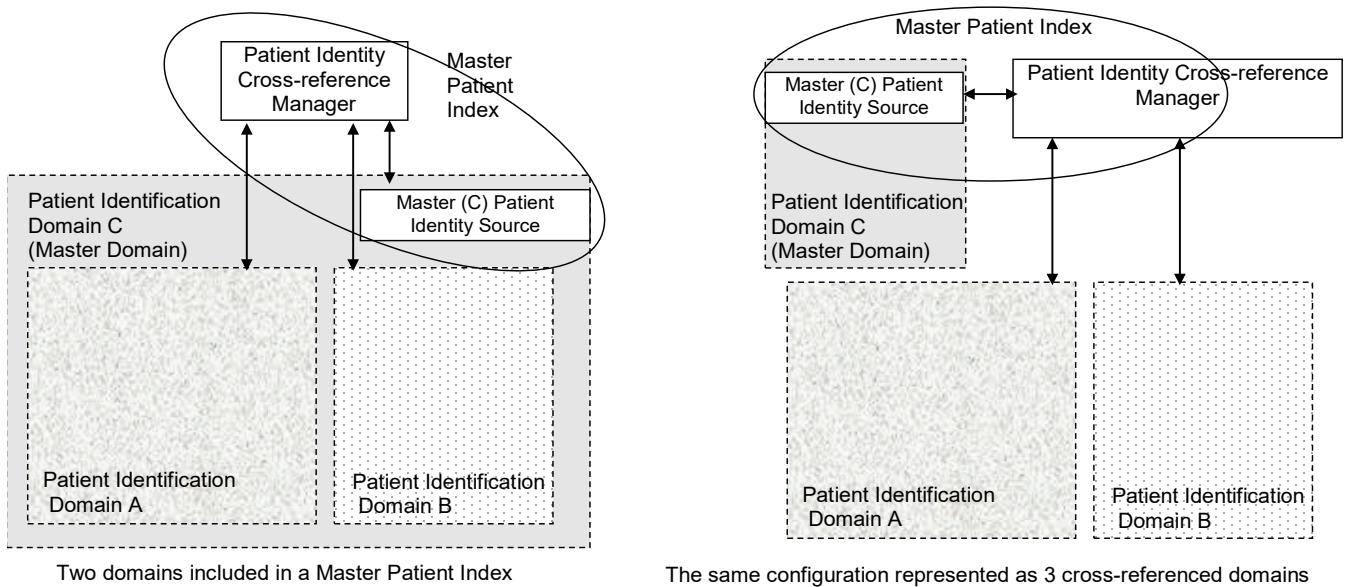 Patient Identity
Cross-reference
Manager
Master
Patient
Index
Patient Identification
Domain C
(Master Domain)
Master (C) Patient
Identity Source
Patient Identification
Domain A
Patient Identification
Domain B
Two domains included in a Master Patient Index
Master Patient Index
Master (C) Patient
Identity Source
Patient Identity Cross-reference
Manager
Patient Identification
Domain C
(Master Domain)
Patient Identification
Domain A
Patient Identification
Domain B
The same configuration represented as 3 cross-referenced domains